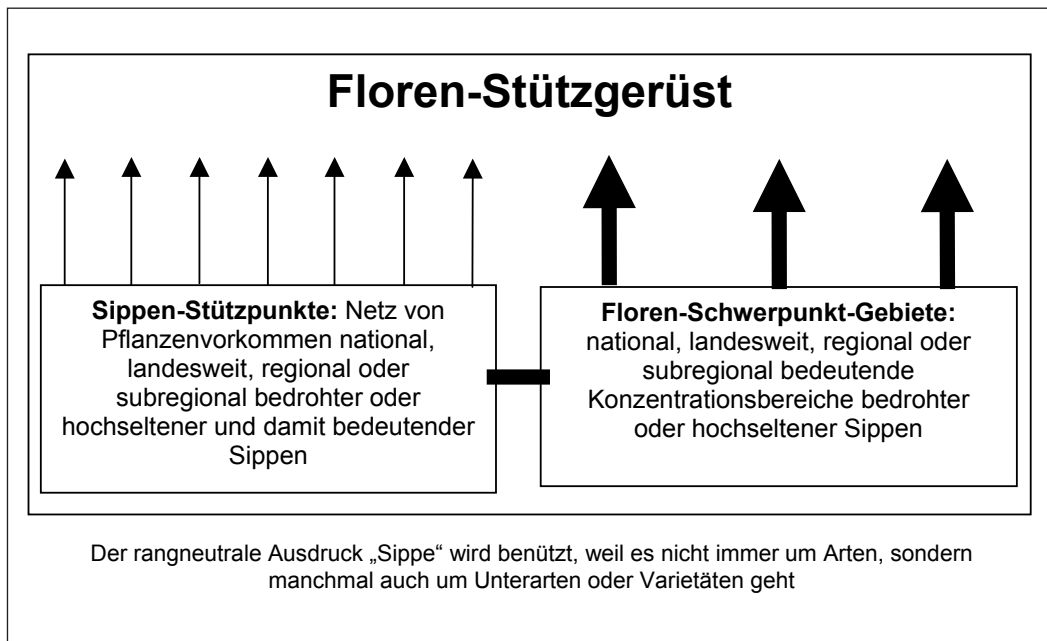 Floren-Stützgerüst
Sippen-Stützpunkte: Netz von
Pflanzenvorkommen national,
landesweit, regional oder
subregional bedrohter oder
hochseltener und damit bedeutender
Sippen
Floren-Schwerpunkt-Gebiete:
national, landesweit, regional oder
subregional bedeutende
Konzentrationsbereiche bedrohter
oder hochseltener Sippen
Der rangneutrale Ausdruck „Sippe“ wird benützt, weil es nicht immer um Arten, sondern
manchmal auch um Unterarten oder Varietäten geht